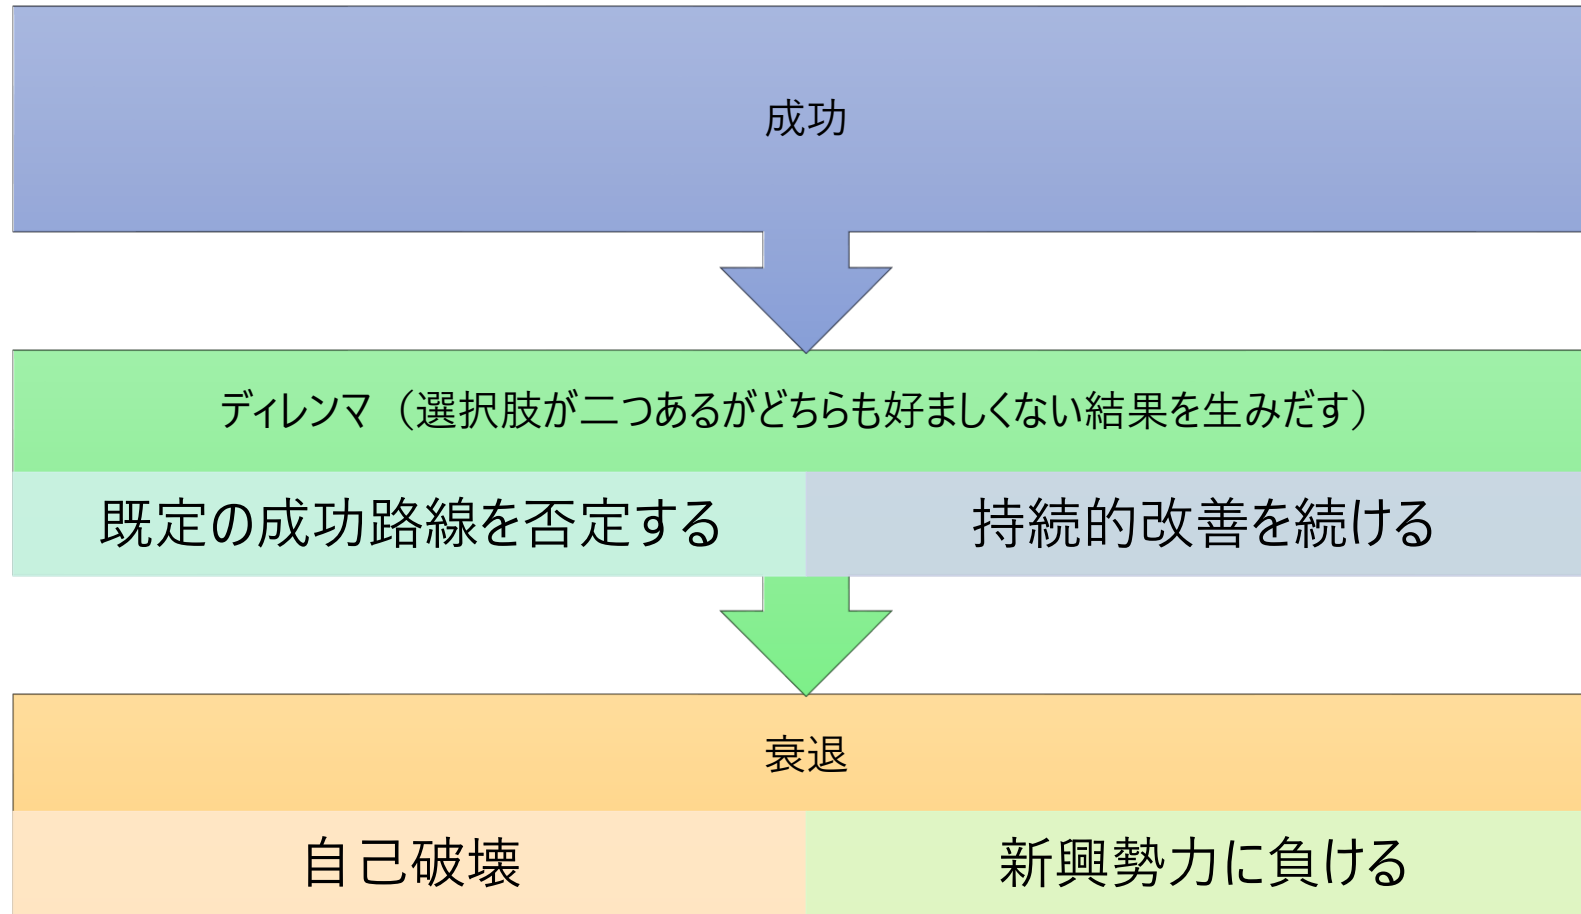 成功
ディレンマ（選択肢が二つあるがどちらも好ましくない結果を生みだす）
既定の成功路線を否定する
持続的改善を続ける
衰退
自己破壊
新興勢力に負ける